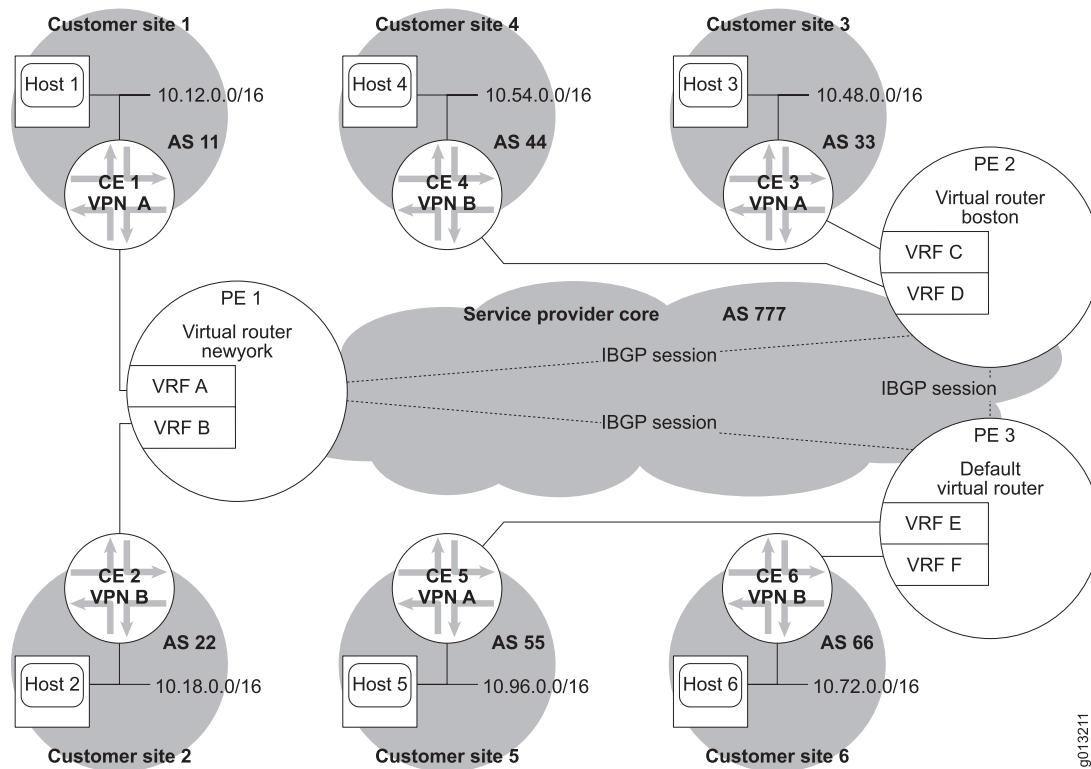 Customer site 1
Customer site 4
Customer site 3
Host 1
10.12.0.0/16
AS 11
CE 1
VPN A
Host 4
10.54.0.0/16
AS 44
CE 4
VPN B
Host 3
10.48.0.0/16
AS 33
CE 3
VPN A
PE 2
Virtual router
boston
VRF C
VRF D
PE 1
Virtual router
newyork
VRF A
VRF B
Service provider core
AS 777
IBGP session
IBGP session
IBGP session
PE 3
Default
virtual router
VRF E
VRF F
CE 2
VPN B
AS 22
Host 2
10.18.0.0/16
Customer site 2
CE 5
VPN A
AS 55
Host 5
10.96.0.0/16
Customer site 5
CE 6
VPN B
AS 66
Host 6
10.72.0.0/16
Customer site 6
g013211